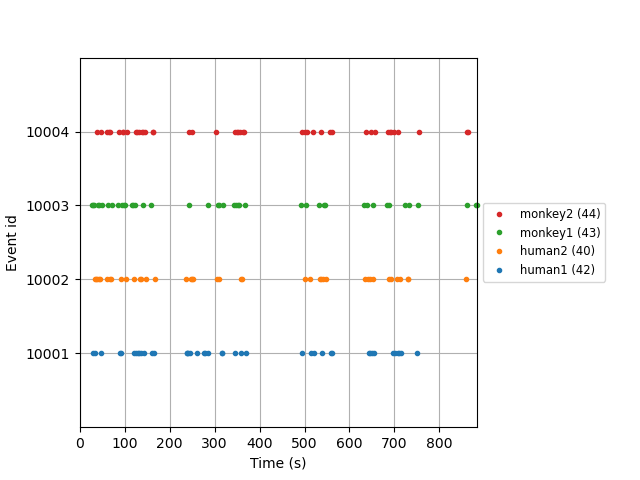 10004
10003
10002
10001
Event id
0 100 200 300 400 500 600 700 800
Time (s)
monkey2 (44)
monkey1 (43)
human2 (40)
human1 (42)